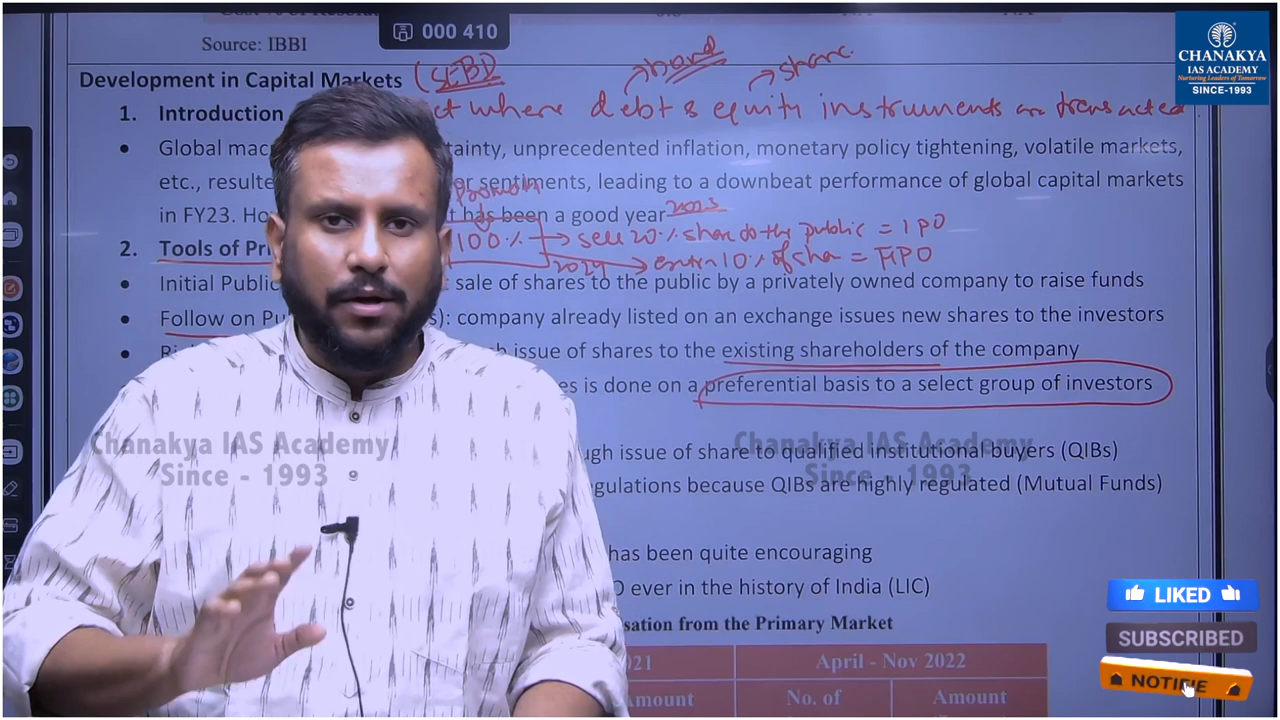 000 410
Source: IBBI
CHANAKYA
IAS ACADEMY
Nurturing Leaders of Tomorrow
SINCE-1993
Development in Capital Markets (SEBI)
bond
share
1. Introduction
where debt & equity instruments are transacted
• Global mac tainty, unprecedented inflation, monetary policy tightening, volatile markets,
etc., resulte or sentiments, leading to a downbeat performance of global capital markets
in FY23. Ho t has been a good year
2023
100% → sell 20% share to the public = IPO
2. Tools of Pri
2024 → 10% of share = FPO
• Initial Public sale of shares to the public by a privately owned company to raise funds
• Follow on Pu s): company already listed on an exchange issues new shares to the investors
• Ri h issue of shares to the existing shareholders of the company
es is done on a preferential basis to a select group of investors
Chanakya IAS Academy
Since - 1993
Chanakya IAS Academy
Since - 1993
ugh issue of share to qualified institutional buyers (QIBs)
egulations because QIBs are highly regulated (Mutual Funds)
has been quite encouraging
O ever in the history of India (LIC)
sation from the Primary Market
021 April - Nov 2022
Amount No. of Amount
LIKED
SUBSCRIBED
NOTIFIE